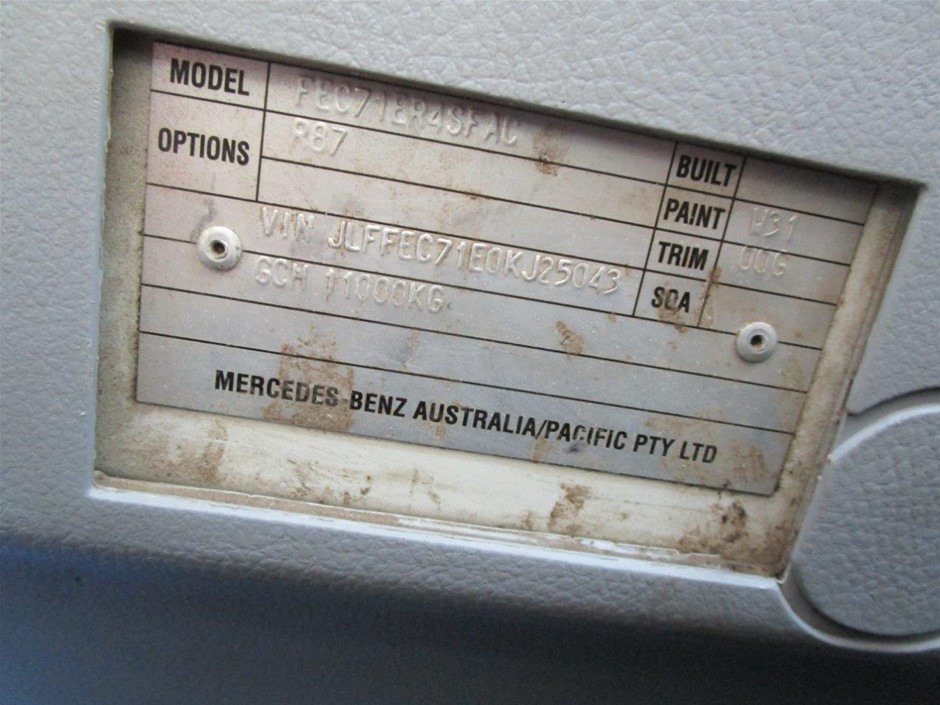 MODEL FEC71ER4SFAC
OPTIONS R87
BUILT
PAINT W31
TRIM 00G
SOA
VIN JLFFEC71E0KJ25043
GCM 11000KG
MERCEDES-BENZ AUSTRALIA/PACIFIC PTY LTD